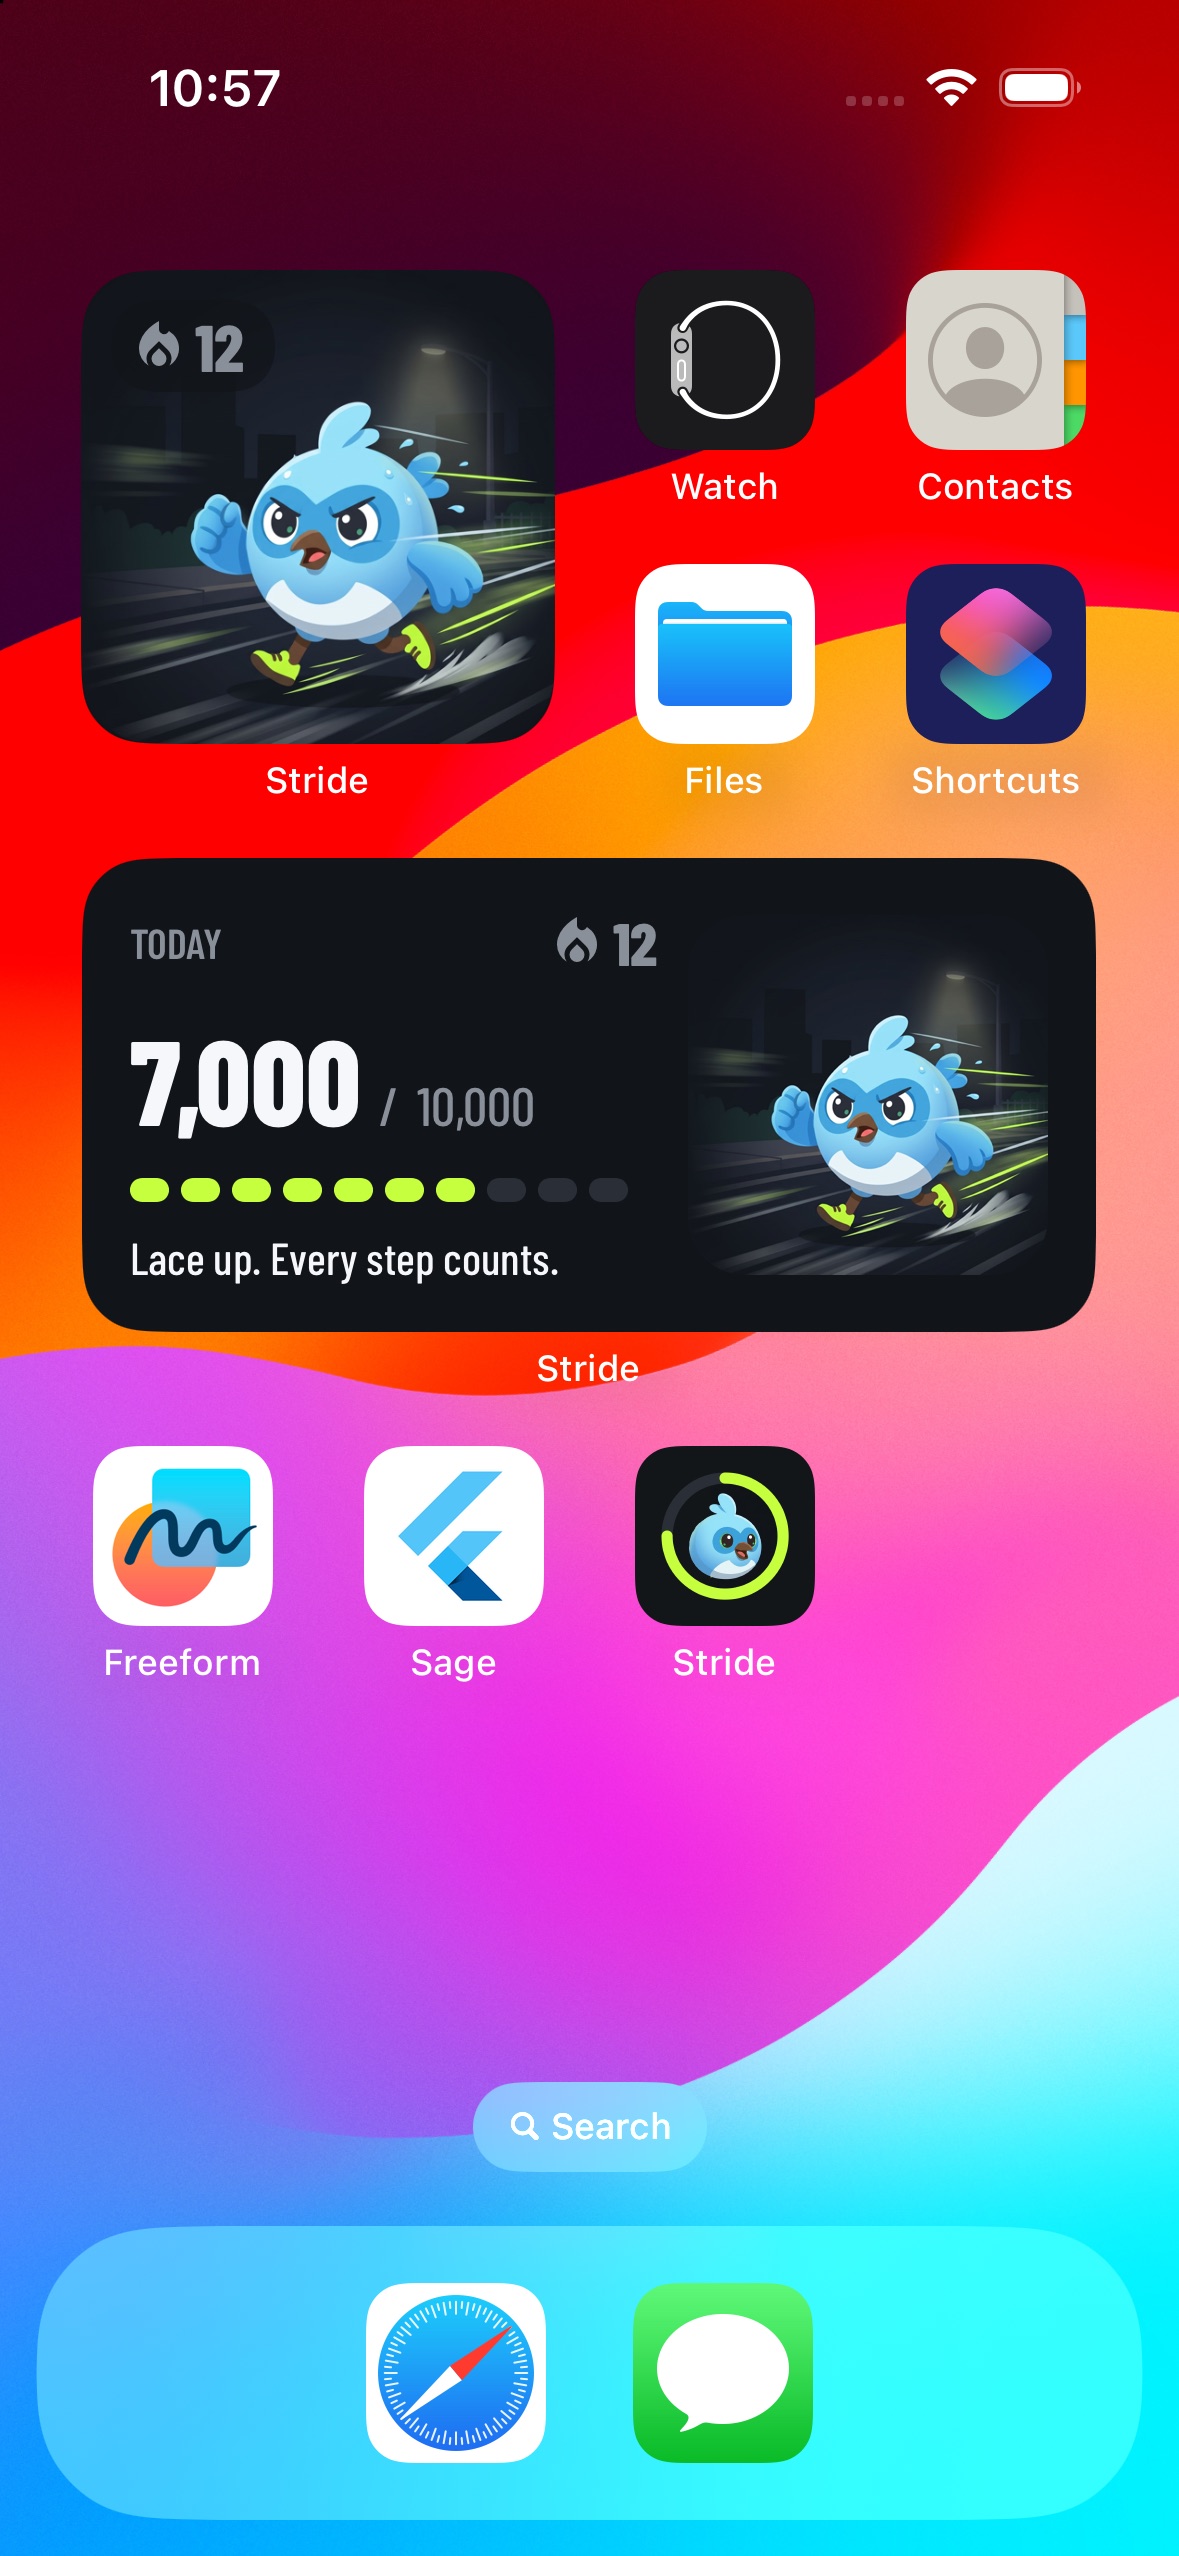 10:57
12
Watch
Contacts
Stride
Files
Shortcuts
TODAY
12
7,000 / 10,000
Lace up. Every step counts.
Stride
Freeform
Sage
Stride
Search